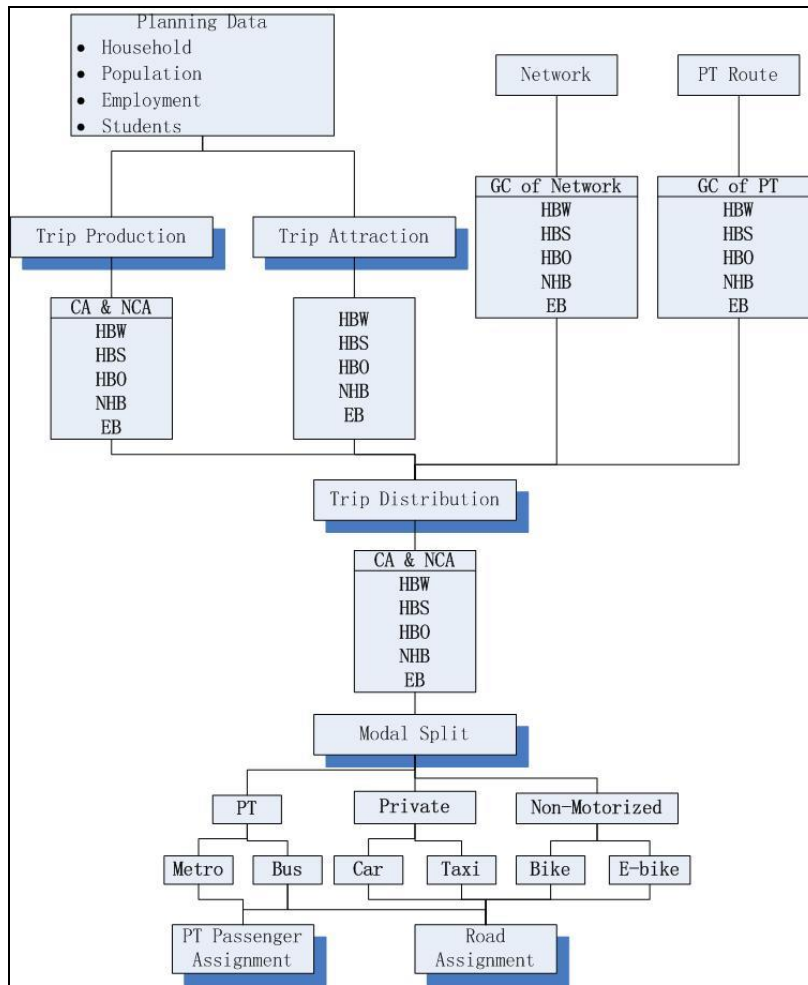 Planning Data
● Household
● Population
● Employment
● Students
Network
PT Route
GC of Network
HBW
HBS
HBO
NHB
EB
GC of PT
HBW
HBS
HBO
NHB
EB
Trip Production
Trip Attraction
CA & NCA
HBW
HBS
HBO
NHB
EB
HBW
HBS
HBO
NHB
EB
Trip Distribution
CA & NCA
HBW
HBS
HBO
NHB
EB
Modal Split
PT
Private
Non-Motorized
Metro
Bus
Car
Taxi
Bike
E-bike
PT Passenger
Assignment
Road
Assignment